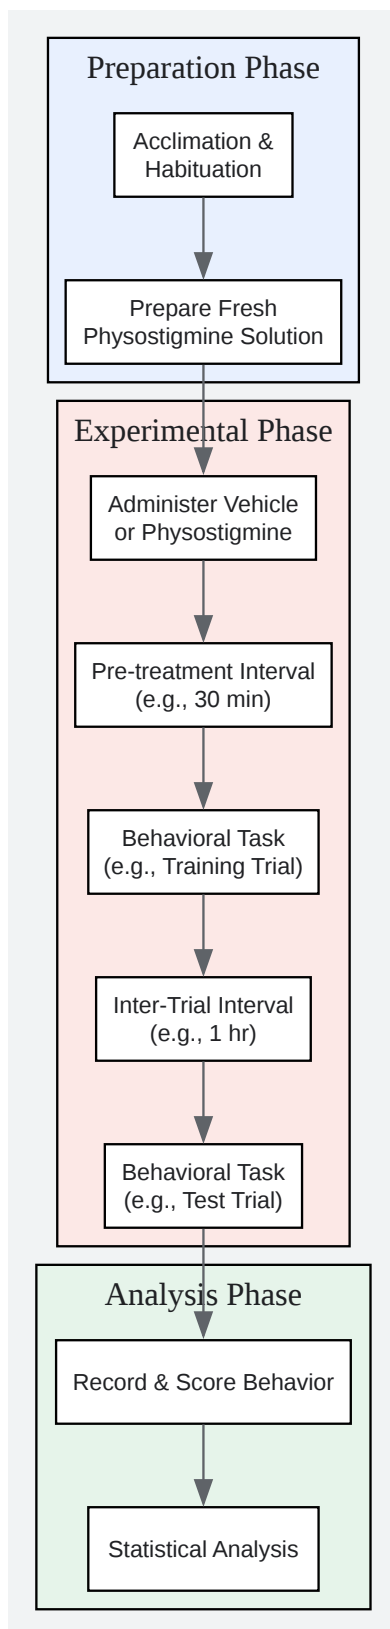 Preparation Phase
Acclimation &
Habituation
Prepare Fresh
Physostigmine Solution
Experimental Phase
Administer Vehicle
or Physostigmine
Pre-treatment Interval
(e.g., 30 min)
Behavioral Task
(e.g., Training Trial)
Inter-Trial Interval
(e.g., 1 hr)
Behavioral Task
(e.g., Test Trial)
Analysis Phase
Record & Score Behavior
Statistical Analysis